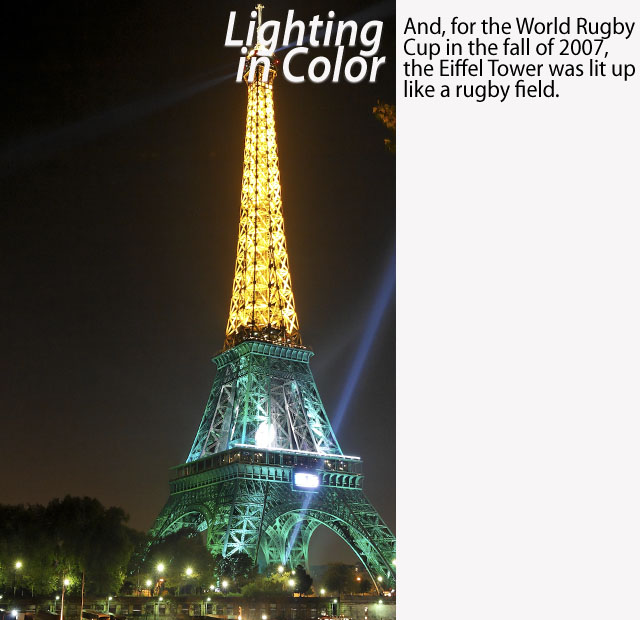 Lighting
in Color
And, for the World Rugby
Cup in the fall of 2007,
the Eiffel Tower was lit up
like a rugby field.